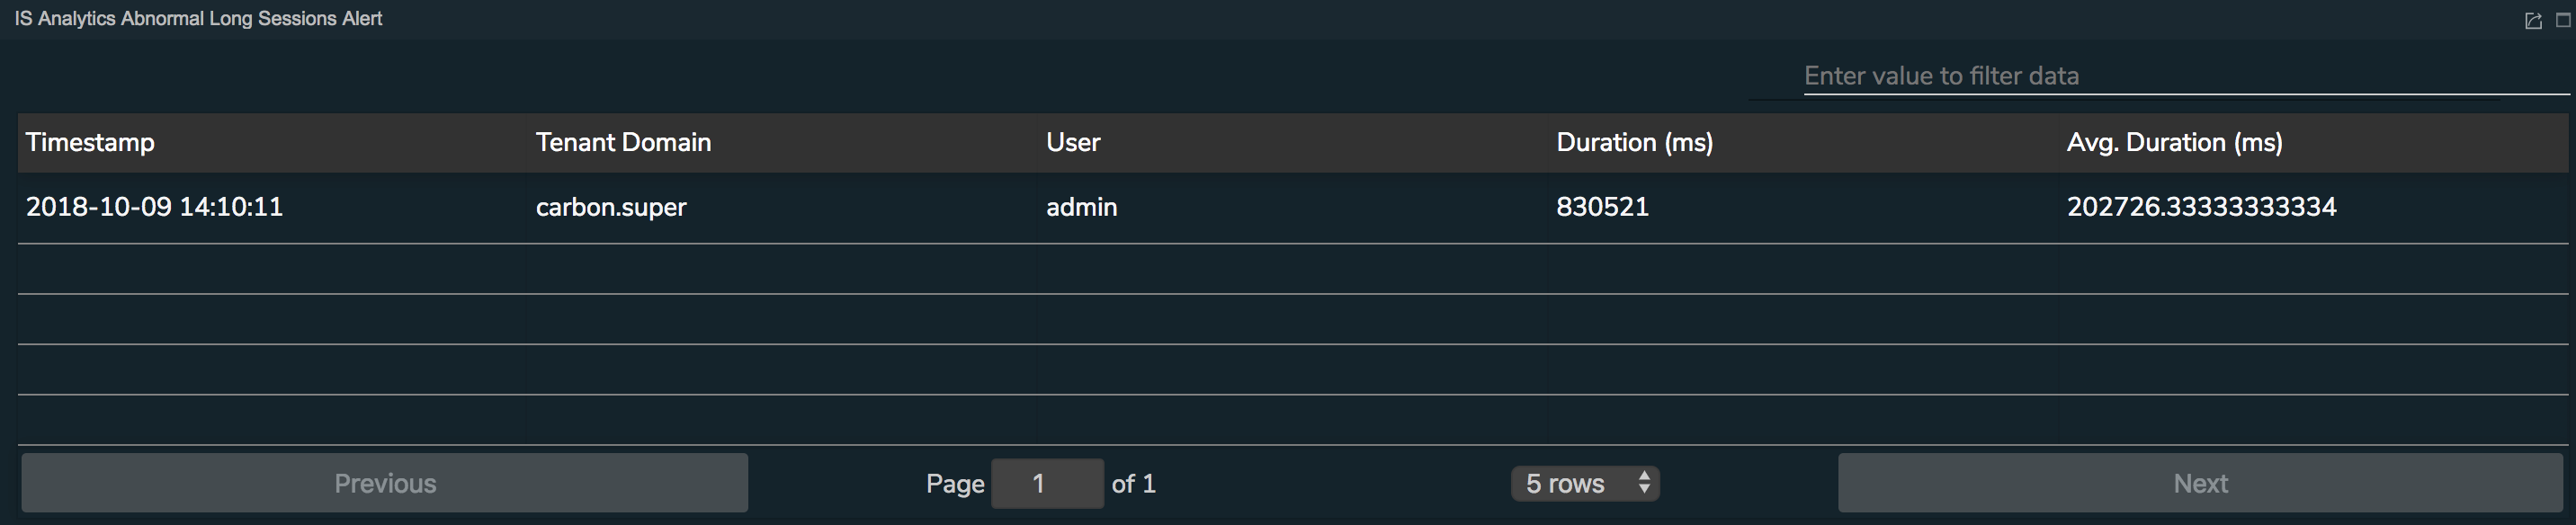 IS Analytics Abnormal Long Sessions Alert
Enter value to filter data
Timestamp Tenant Domain User Duration (ms) Avg. Duration (ms)
2018-10-09 14:10:11 carbon.super admin 830521 202726.33333333334
Previous Page 1 of 1 5 rows Next